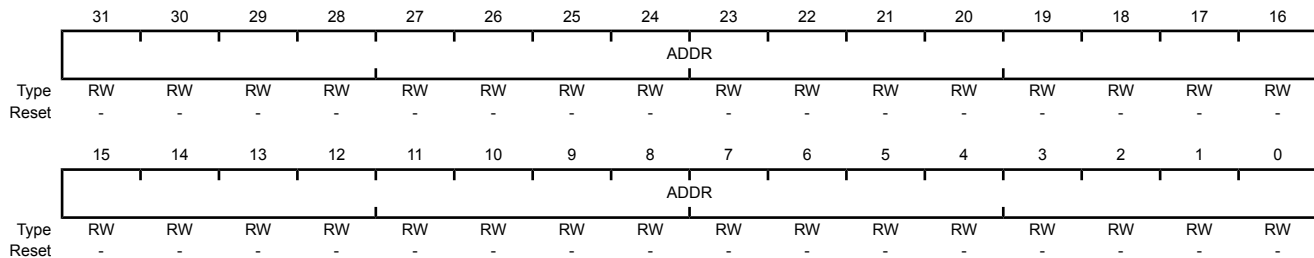 31 30 29 28 27 26 25 24 23 22 21 20 19 18 17 16
ADDR
Type RW RW RW RW RW RW RW RW RW RW RW RW RW RW RW RW
Reset - - - - - - - - - - - - - - - -
15 14 13 12 11 10 9 8 7 6 5 4 3 2 1 0
ADDR
Type RW RW RW RW RW RW RW RW RW RW RW RW RW RW RW RW
Reset - - - - - - - - - - - - - - - -